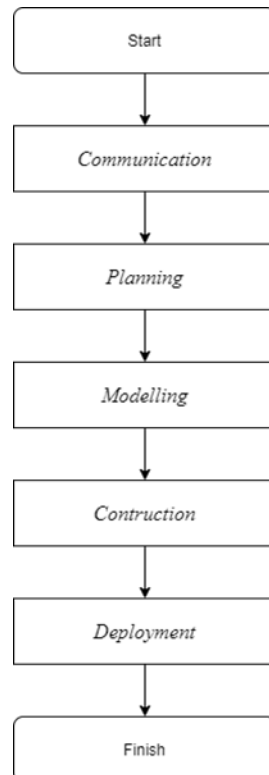 Start
Communication
Planning
Modelling
Contruction
Deployment
Finish